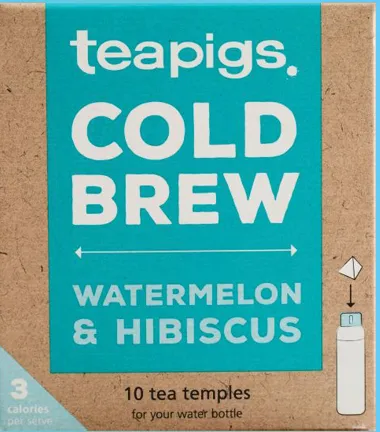 teapigs.
COLD
BREW
WATERMELON
& HIBISCUS
10 tea temples
for your water bottle
3
calories
per serve